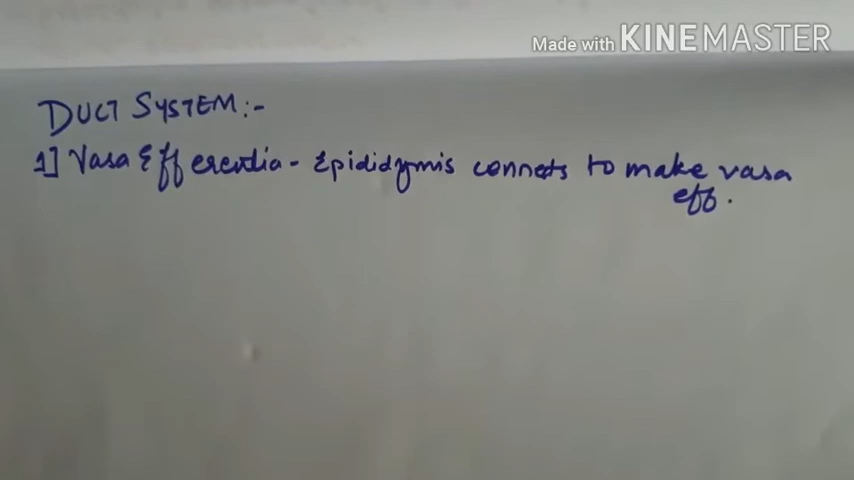 Made with KINEMASTER
DUCT SYSTEM:-
1] Vasa Efferentia - Epididymis connets to make vasa
eff.